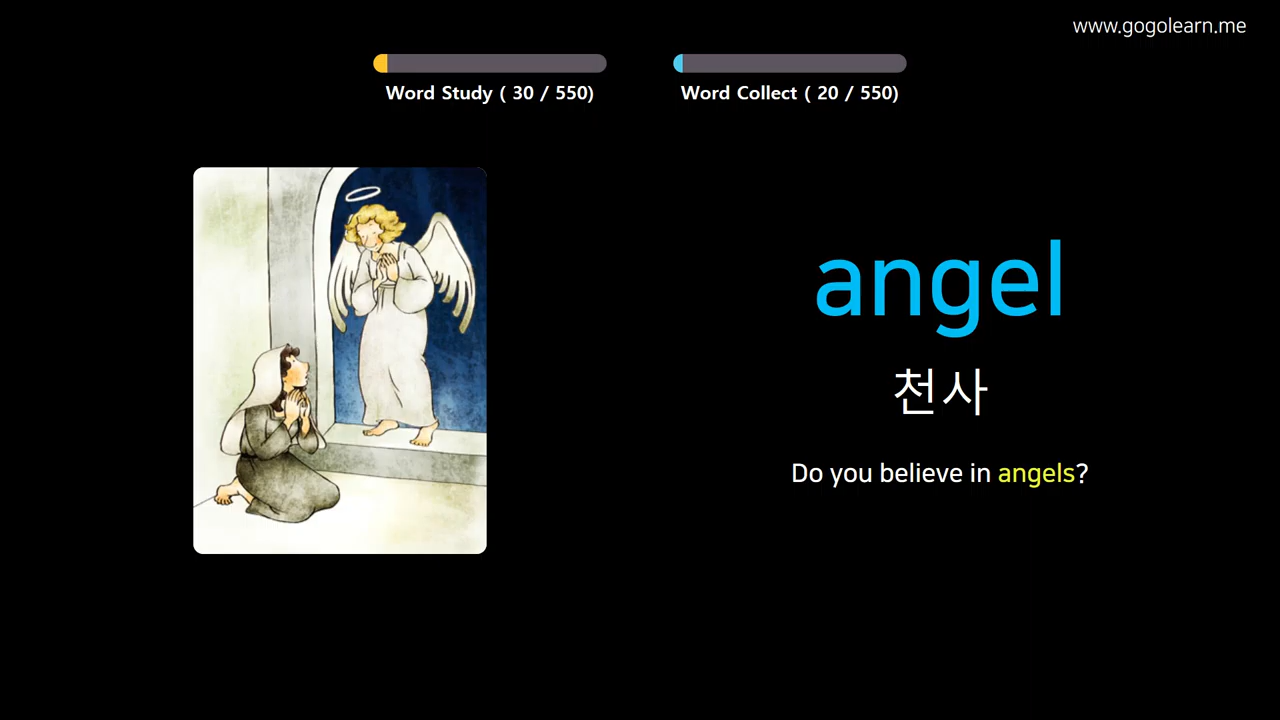 www.gogolearn.me
Word Study ( 30 / 550)
Word Collect ( 20 / 550)
angel
천사
Do you believe in angels?